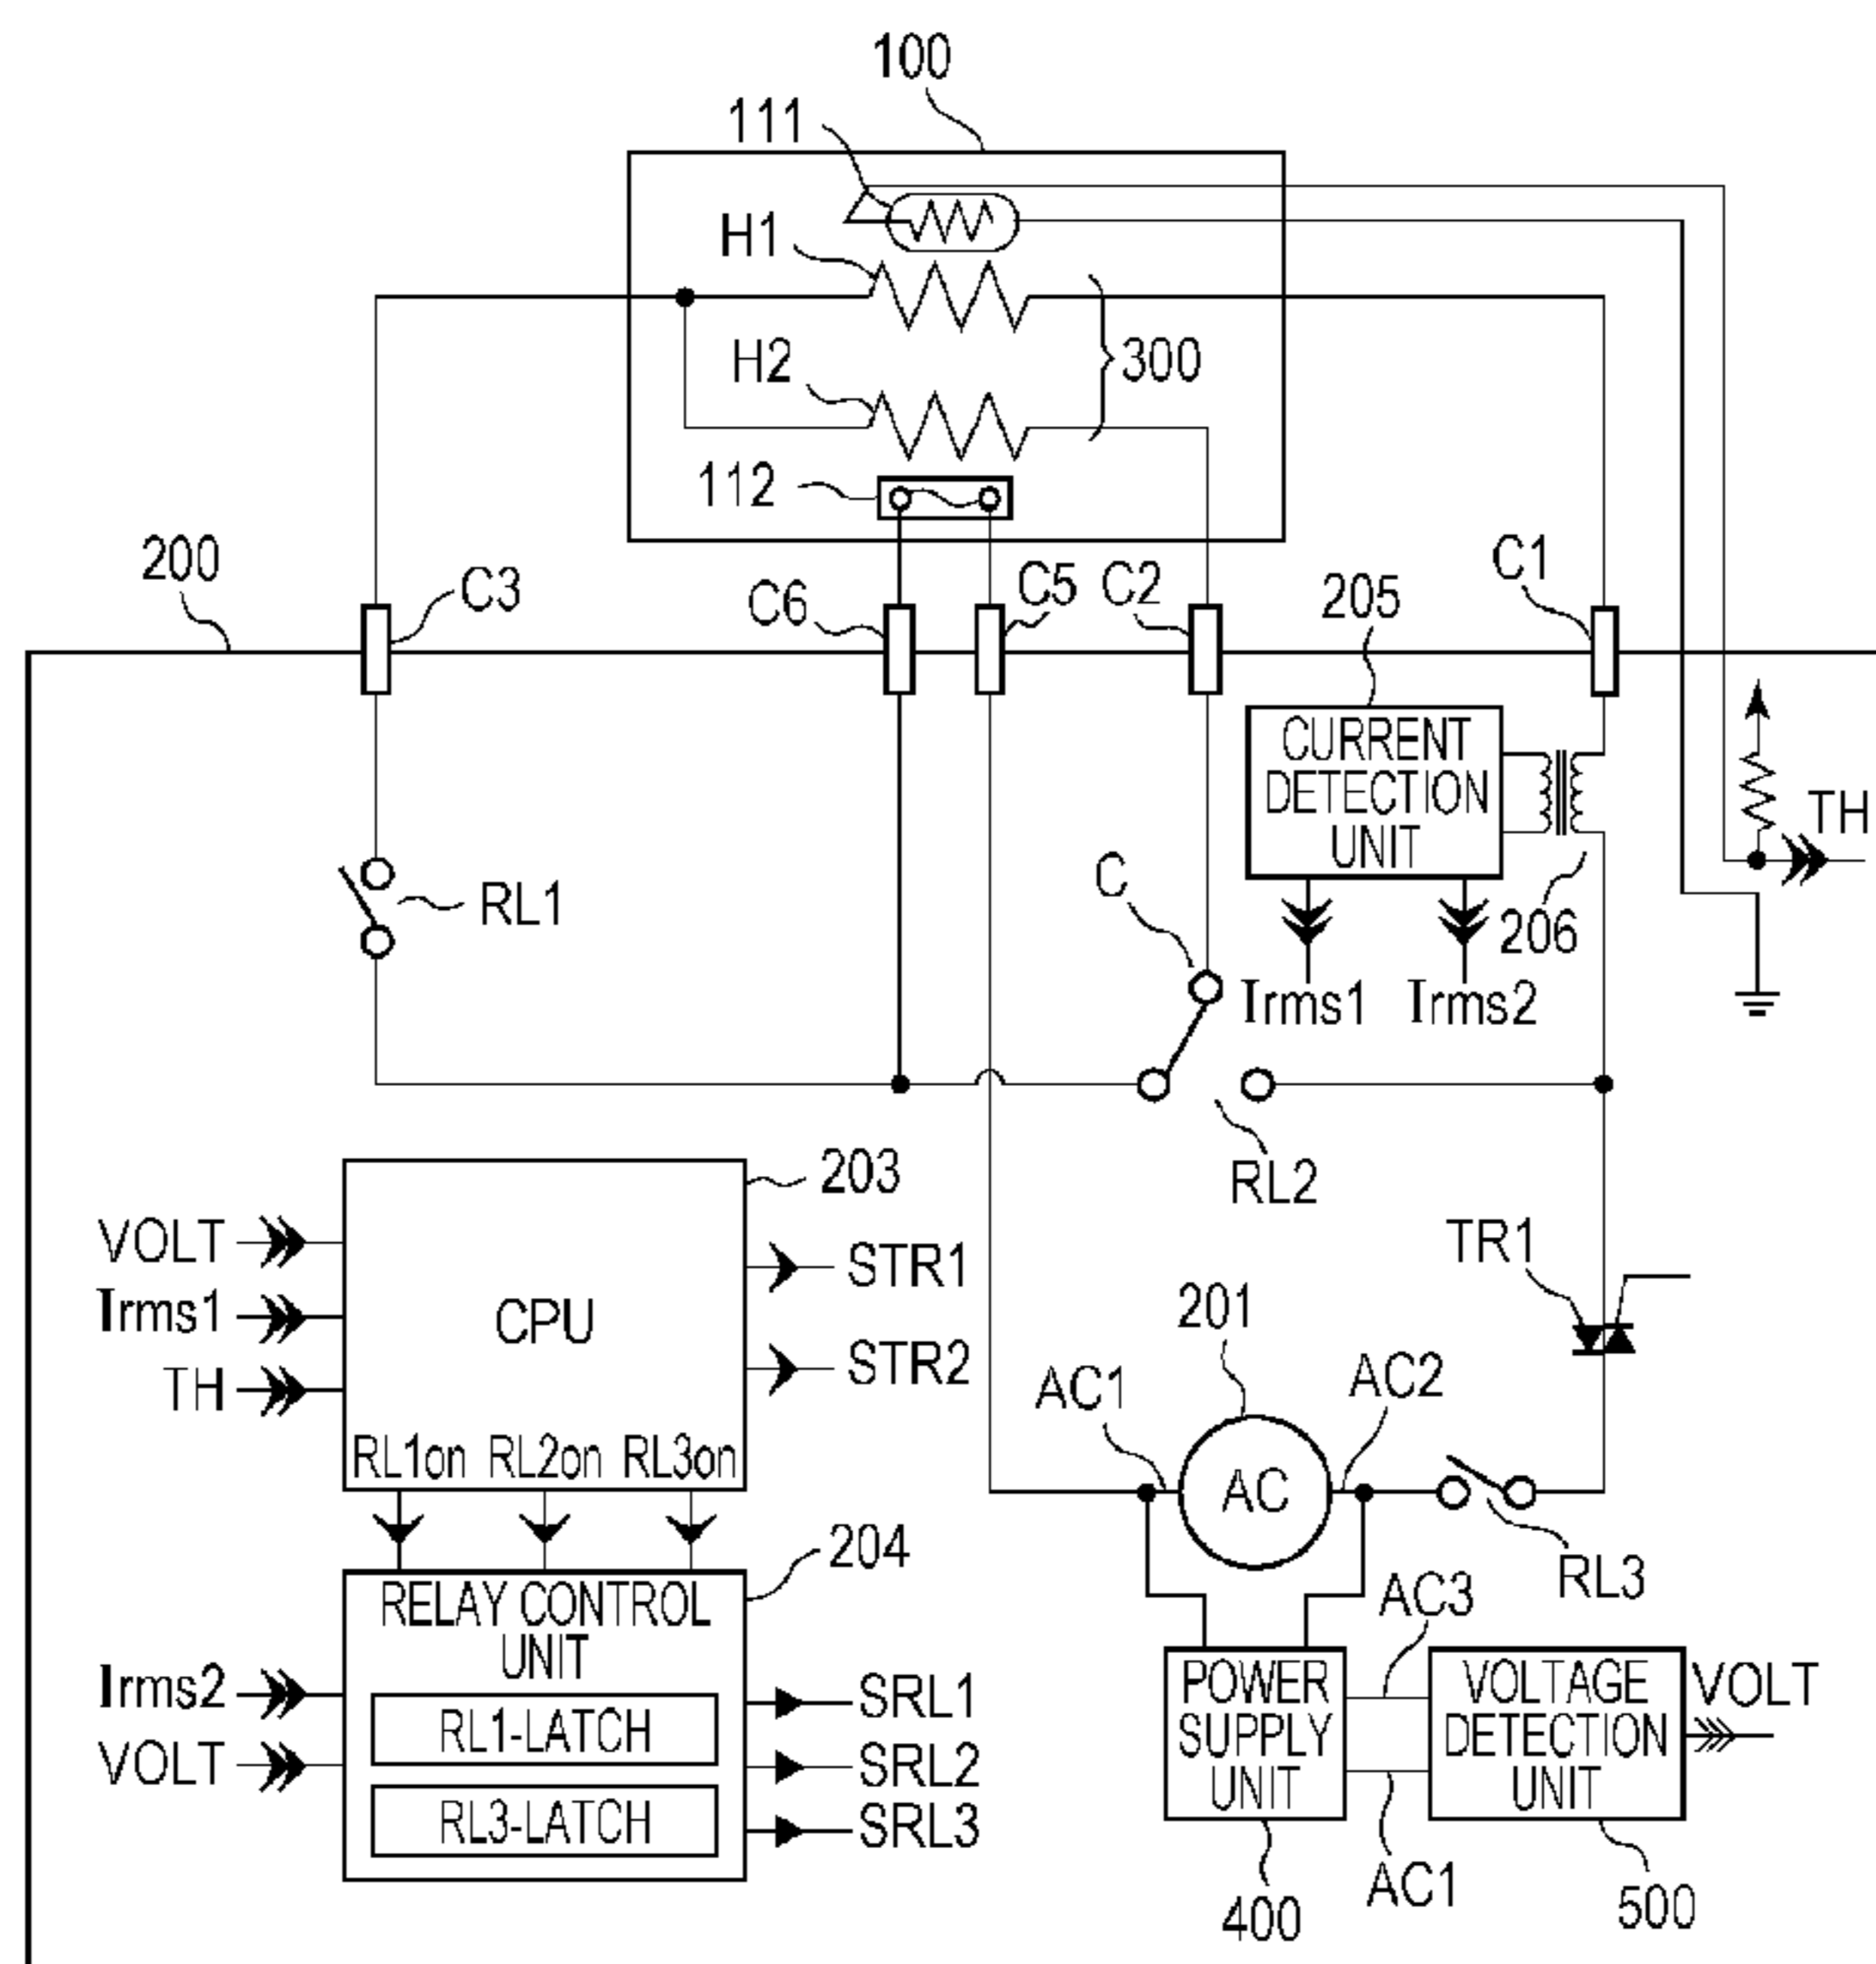 100
111
H1
H2
300
112
200
C3
C6
C5
C2
C1
205
CURRENT
DETECTION
UNIT
TH
RL1
C
206
Irms1
Irms2
RL2
203
VOLT
Irms1
TH
CPU
STR1
STR2
RL1on
RL2on
RL3on
TR1
201
AC1
AC2
AC
RL3
204
RELAY CONTROL
UNIT
Irms2
VOLT
RL1-LATCH
RL3-LATCH
SRL1
SRL2
SRL3
AC3
POWER
SUPPLY
UNIT
VOLTAGE
DETECTION
UNIT
VOLT
AC1
400
500